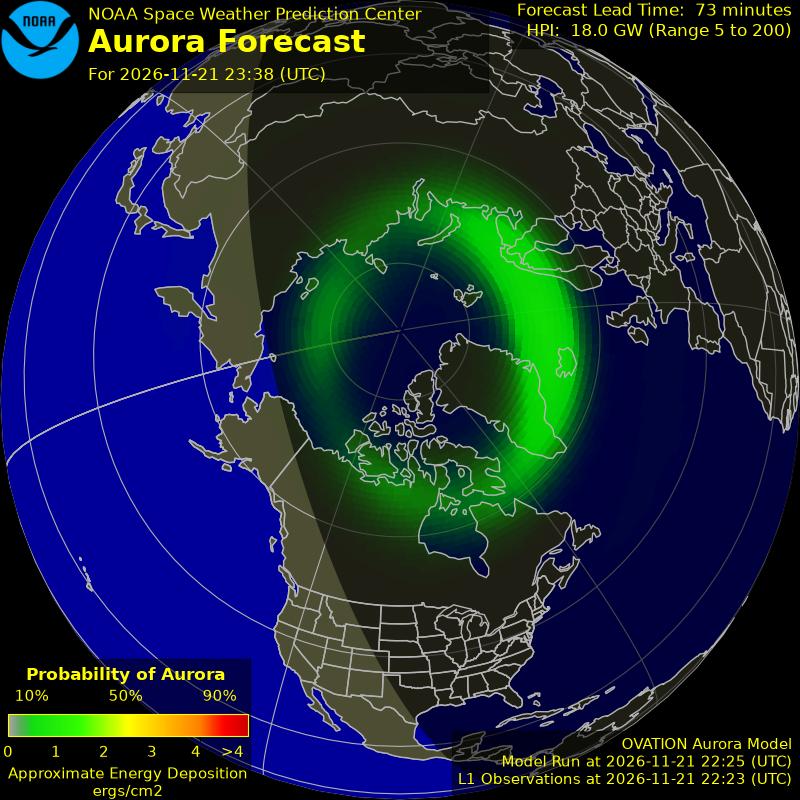 NOAA
NOAA Space Weather Prediction Center
Aurora Forecast
For 2026-11-21 23:38 (UTC)
Forecast Lead Time: 73 minutes
HPI: 18.0 GW (Range 5 to 200)
Probability of Aurora
10% 50% 90%
0 1 2 3 4 >4
Approximate Energy Deposition
ergs/cm2
OVATION Aurora Model
Model Run at 2026-11-21 22:25 (UTC)
L1 Observations at 2026-11-21 22:23 (UTC)